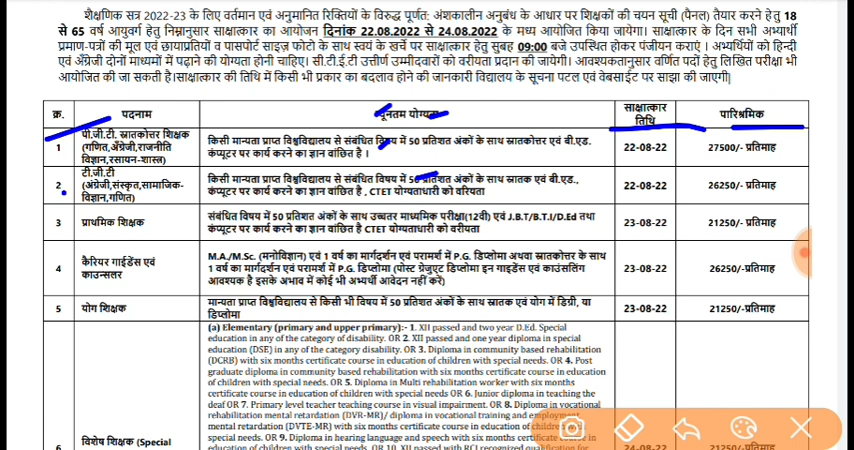 शैक्षणिक सत्र 2022-23 के लिए वर्तमान एवं अनुमानित रिक्तियों के विरुद्ध पूर्णत: अंशकालीन अनुबंध के आधार पर शिक्षकों की चयन सूची (पैनल) तैयार करने हेतु 18
से 65 वर्ष आयुवर्ग हेतु निम्नानुसार साक्षात्कार का आयोजन दिनांक 22.08.2022 से 24.08.2022 के मध्य आयोजित किया जायेगा। साक्षात्कार के दिन सभी अभ्यार्थी
प्रमाण-पत्रों की मूल एवं छायाप्रतियों व पासपोर्ट साइज़ फोटो के साथ स्वयं के खर्चे पर साक्षात्कार हेतु सुबह 09:00 बजे उपस्थित होकर पंजीयन कराएं । अभ्यर्थियों को हिन्दी
एवं अँग्रेजी दोनों माध्यमों में पढ़ाने की योग्यता होनी चाहिए। सी.टी.ई.टी उत्तीर्ण उम्मीदवारों को वरीयता प्रदान की जायेगी। आवश्यकतानुसार वर्णित पदों हेतु लिखित परीक्षा भी
आयोजित की जा सकती है।साक्षात्कार की तिथि में किसी भी प्रकार का बदलाव होने की जानकारी विद्यालय के सूचना पटल एवं वेबसाईट पर साझा की जाएगी|
क्र. पदनाम योग्यता साक्षात्कार तिथि पारिश्रमिक
1 पी.जी.टी. स्नातकोत्तर शिक्षक (गणित,अँग्रेजी,राजनीति विज्ञान,रसायन-शास्त्र) किसी मान्यता प्राप्त विश्वविद्यालय से संबंधित विषय में 50 प्रतिशत अंकों के साथ स्नातकोत्तर एवं बी.एड. कंप्यूटर पर कार्य करने का ज्ञान वांछित है । 22-08-22 27500/- प्रतिमाह
2 टी.जी.टी (अंग्रेजी,संस्कृत,सामाजिक-विज्ञान,गणित) किसी मान्यता प्राप्त विश्वविद्यालय से संबंधित विषय में 50 प्रतिशत अंकों के साथ स्नातक एवं बी.एड., कंप्यूटर पर कार्य करने का ज्ञान वांछित है . CTET योग्यताधारी को वरियता 22-08-22 26250/- प्रतिमाह
3 प्राथमिक शिक्षक संबंधित विषय में 50 प्रतिशत अंकों के साथ उच्चतर माध्यमिक परीक्षा(12वी) एवं J.B.T/B.T.I/D.Ed तथा कंप्यूटर पर कार्य करने का ज्ञान वांछित है CTET योग्यताधारी को वरीयता 23-08-22 21250/-प्रतिमाह
4 कैरियर गाईडेंस एवं काउन्सलर M.A./M.Sc. (मनोविज्ञान) एवं 1 वर्ष का मार्गदर्शन एवं परामर्श में P.G. डिप्लोमा अथवा स्नातकोत्तर के साथ 1 वर्ष का मार्गदर्शन एवं परामर्श में P.G. डिप्लोमा (पोस्ट ग्रेजुएट डिप्लोमा इन गाइडेंस एवं काउंसलिंग आवश्यक है इसके अभाव में कोई भी अभ्यर्थी आवेदन नहीं करें) 23-08-22 26250/-प्रतिमाह
5 योग शिक्षक मान्यता प्राप्त विश्वविद्यालय से किसी भी विषय में 50 प्रतिशत अंकों के साथ स्नातक एवं योग में डिग्री, या डिप्लोमा 23-08-22 21250/-प्रतिमाह
(a) Elementary (primary and upper primary):- 1. XII passed and two year D.Ed. Special
education in any of the category of disability. OR 2. XII passed and one year diploma in special
education (DSE) in any of the category disability. OR 3. Diploma in community based rehabilitation
(DCRB) with six months certificate course in education of children with special needs. OR 4. Post
graduate diploma in community based rehabilitation with six months certificate course in education
of children with special needs. OR 5. Diploma in Multi rehabilitation worker with six months
certificate course in education of children with special needs OR 6. Junior diploma in teaching the
deaf OR 7. Primary level teacher teaching course in visual impairment. OR 8. Diploma in vocational
rehabilitation mental retardation (DVR-MR)/ diploma in vocational training and employment
mental retardation (DVTE-MR) with six months certificate course in education of children with
special needs. OR 9. Diploma in hearing language and speech with six months certificate course in
6 विशेष शिक्षक (Special education of children with special needs. OR 10. XII passed with RCI recognized qualification for 24-08-22 21250/-प्रतिमाह